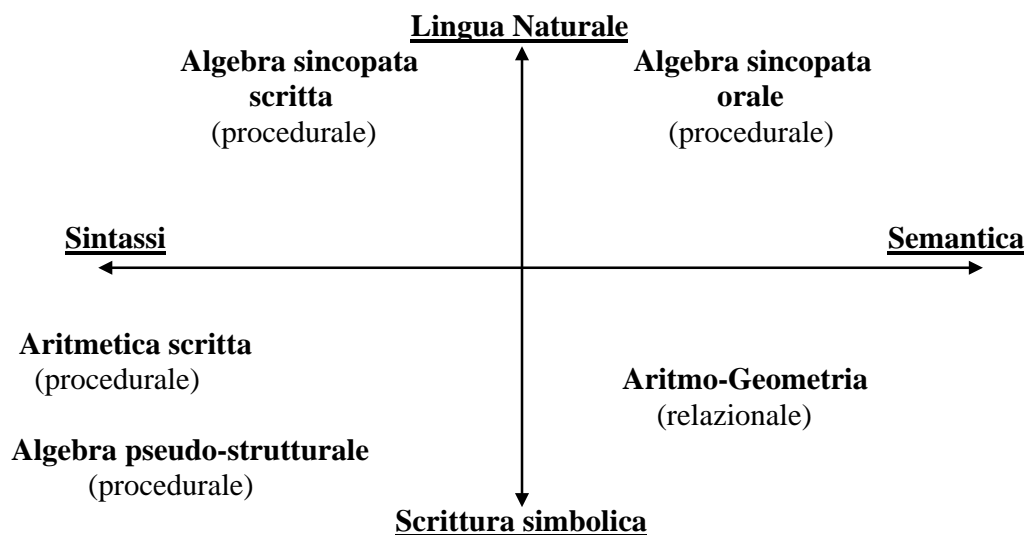 Lingua Naturale
Algebra sincopata
scritta
(procedurale)
Algebra sincopata
orale
(procedurale)
Sintassi
Semantica
Aritmetica scritta
(procedurale)
Aritmo-Geometria
(relazionale)
Algebra pseudo-strutturale
(procedurale)
Scrittura simbolica